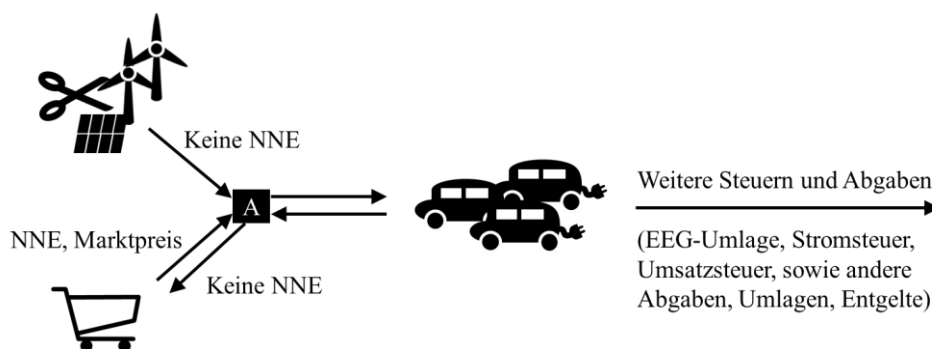 Keine NNE
A
NNE, Marktpreis
Keine NNE
Weitere Steuern und Abgaben
(EEG-Umlage, Stromsteuer,
Umsatzsteuer, sowie andere
Abgaben, Umlagen, Entgelte)